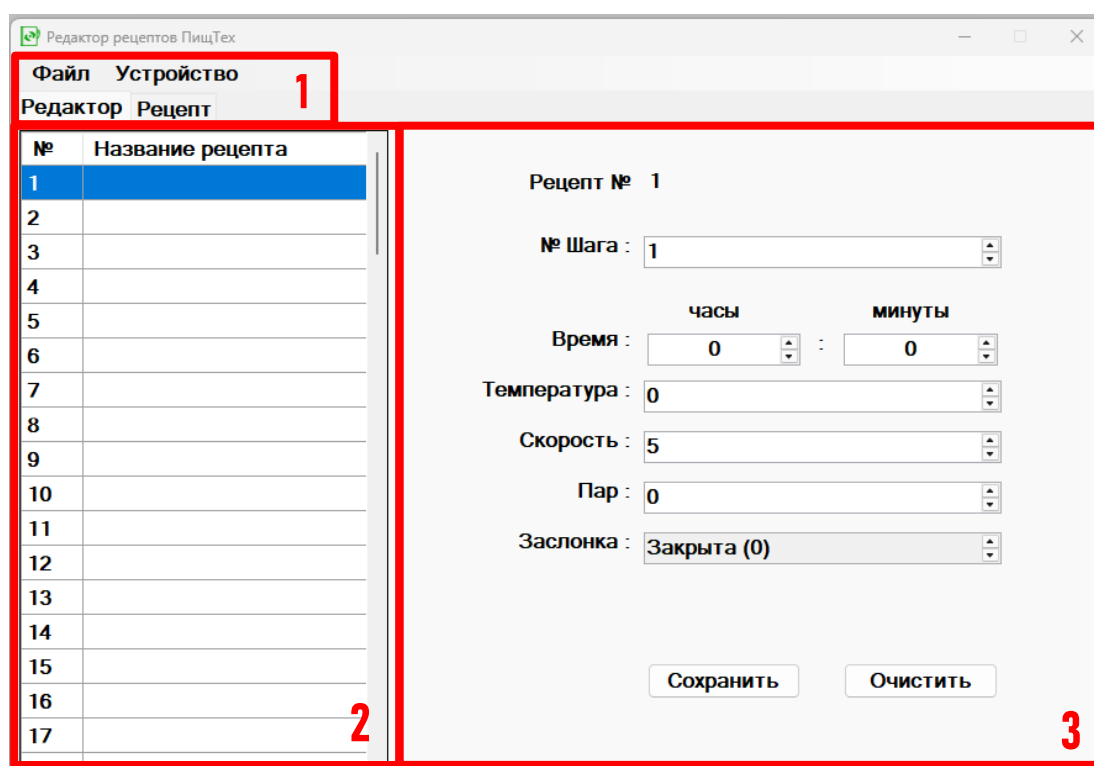 Редактор рецептов ПищТех
Файл Устройство
1
Редактор Рецепт
№ Название рецепта
1
2
3
4
5
6
7
8
9
10
11
12
13
14
15
16
17
2
Рецепт № 1
№ Шага : 1
часы минуты
Время : 0 : 0
Температура : 0
Скорость : 5
Пар : 0
Заслонка : Закрыта (0)
Сохранить Очистить
3